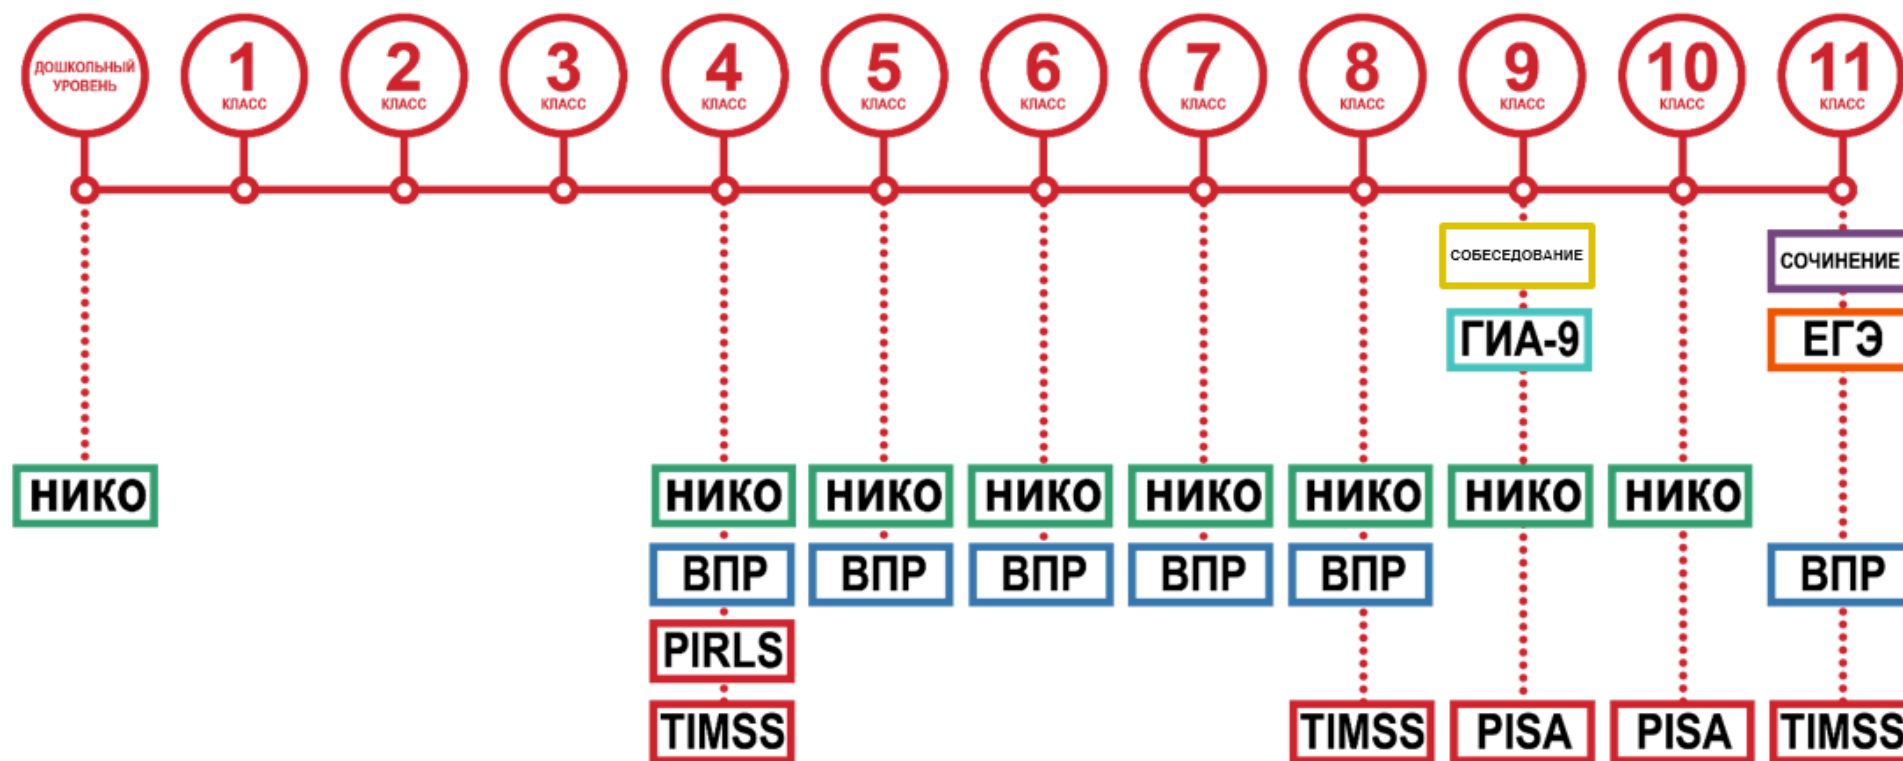 ДОШКОЛЬНЫЙ
УРОВЕНЬ
1
КЛАСС
2
КЛАСС
3
КЛАСС
4
КЛАСС
5
КЛАСС
6
КЛАСС
7
КЛАСС
8
КЛАСС
9
КЛАСС
10
КЛАСС
11
КЛАСС
СОБЕСЕДОВАНИЕ
СОЧИНЕНИЕ
ГИА-9
ЕГЭ
НИКО
НИКО
НИКО
НИКО
НИКО
НИКО
НИКО
НИКО
ВПР
ВПР
ВПР
ВПР
ВПР
ВПР
PIRLS
TIMSS
TIMSS
PISA
PISA
TIMSS